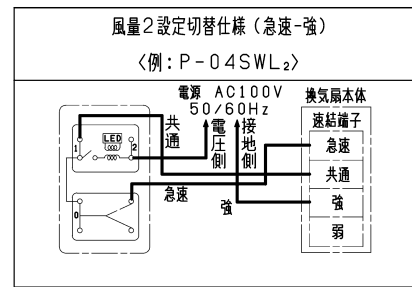 風量2設定切替仕様（急速-強）
〈例：P-04SWL₂〉
電源 AC100V
50/60Hz
換気扇本体
速結端子
急速
共通
強
弱
共通
電圧側
接地側
LED
1
2
0
急速
強